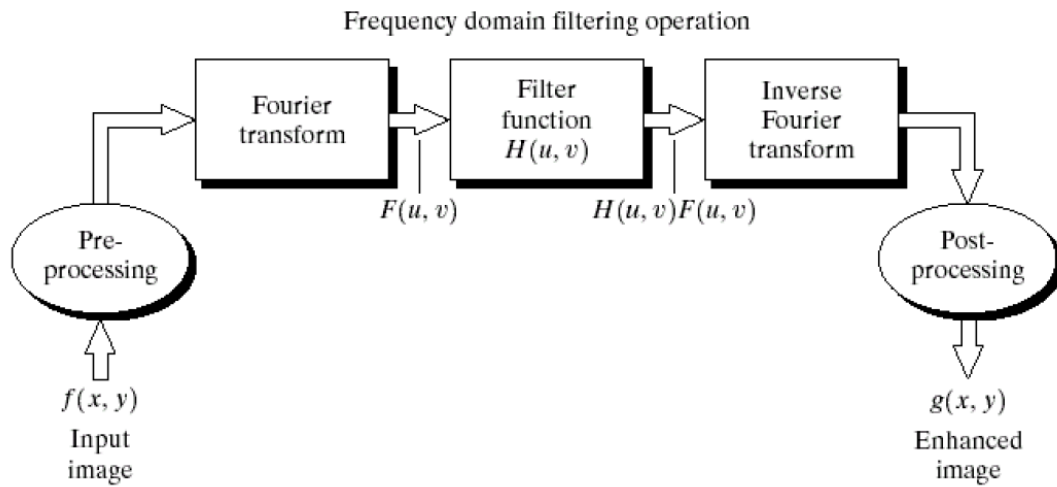 Frequency domain filtering operation
Fourier
transform
Filter
function
H(u, v)
Inverse
Fourier
transform
F(u, v)
H(u, v)F(u, v)
Pre-
processing
Post-
processing
f(x, y)
Input
image
g(x, y)
Enhanced
image